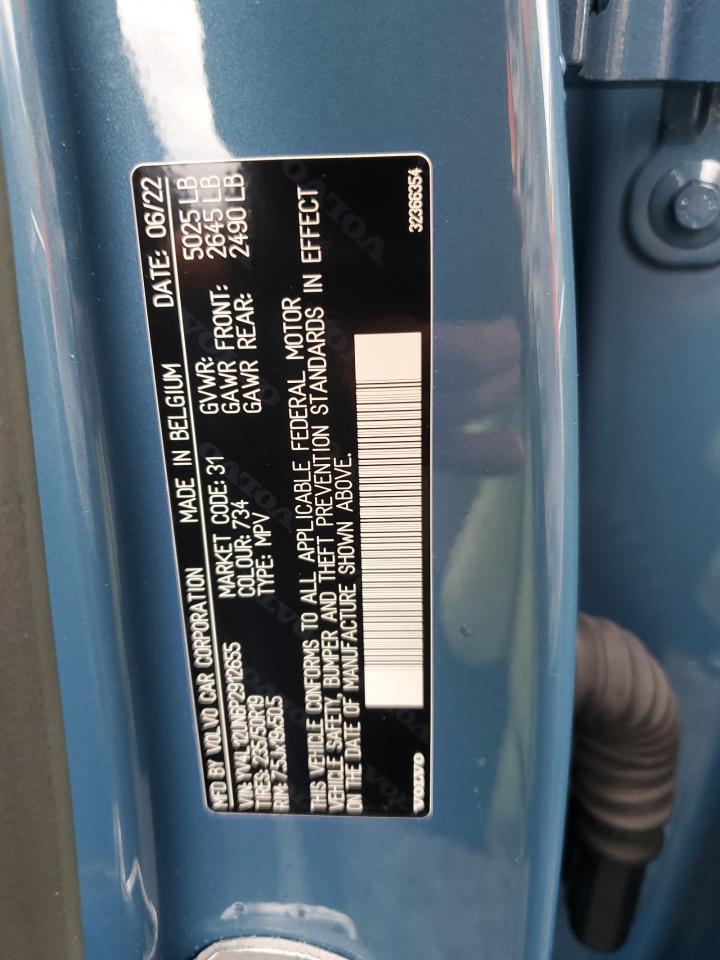 MFD BY VOLVO CAR CORPORATION MADE IN BELGIUM DATE: 06/22
VIN: YV4L12UN6P2912655 MARKET CODE: 31 GVWR: 5025 LB
TIRES: 235/50R19 COLOUR: 734 GAWR FRONT: 2645 LB
RIM: 7.5Jx19x50.5 TYPE: MPV GAWR REAR: 2490 LB
THIS VEHICLE CONFORMS TO ALL APPLICABLE FEDERAL MOTOR
VEHICLE SAFETY, BUMPER AND THEFT PREVENTION STANDARDS IN EFFECT
ON THE DATE OF MANUFACTURE SHOWN ABOVE.
VOLVO 32366354